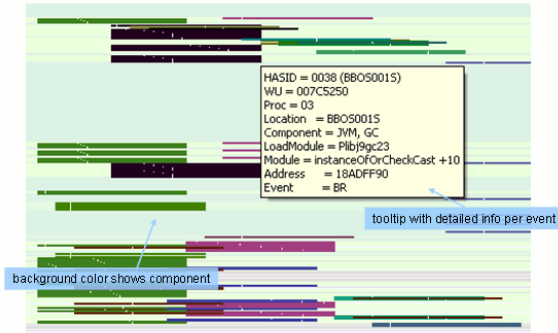 HASID = 0038 (BBOS001S)
WU = 007C5250
Proc = 03
Location = BBOS001S
Component = JVM, GC
LoadModule = Plibj9gc23
Module = instanceOfOrCheckCast +10
Address = 18ADFF90
Event = BR
tooltip with detailed info per event
background color shows component